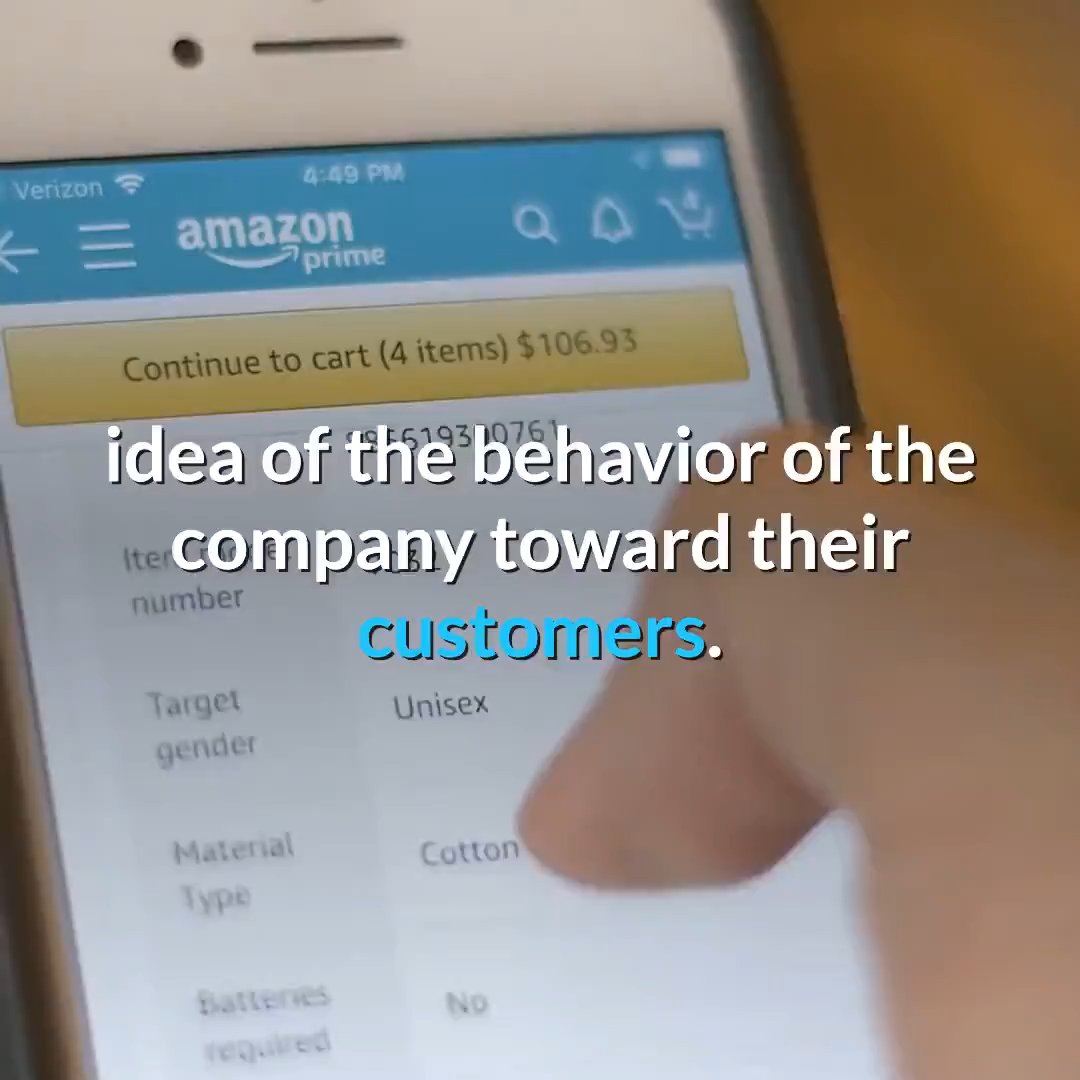 Verizon 4:49 PM
amazon
prime
4
Continue to cart (4 items) $106.93
idea of the behavior of the
company toward their
customers.
number
Target
gender
Unisex
Material
Type
Cotton
Batteries
required
No